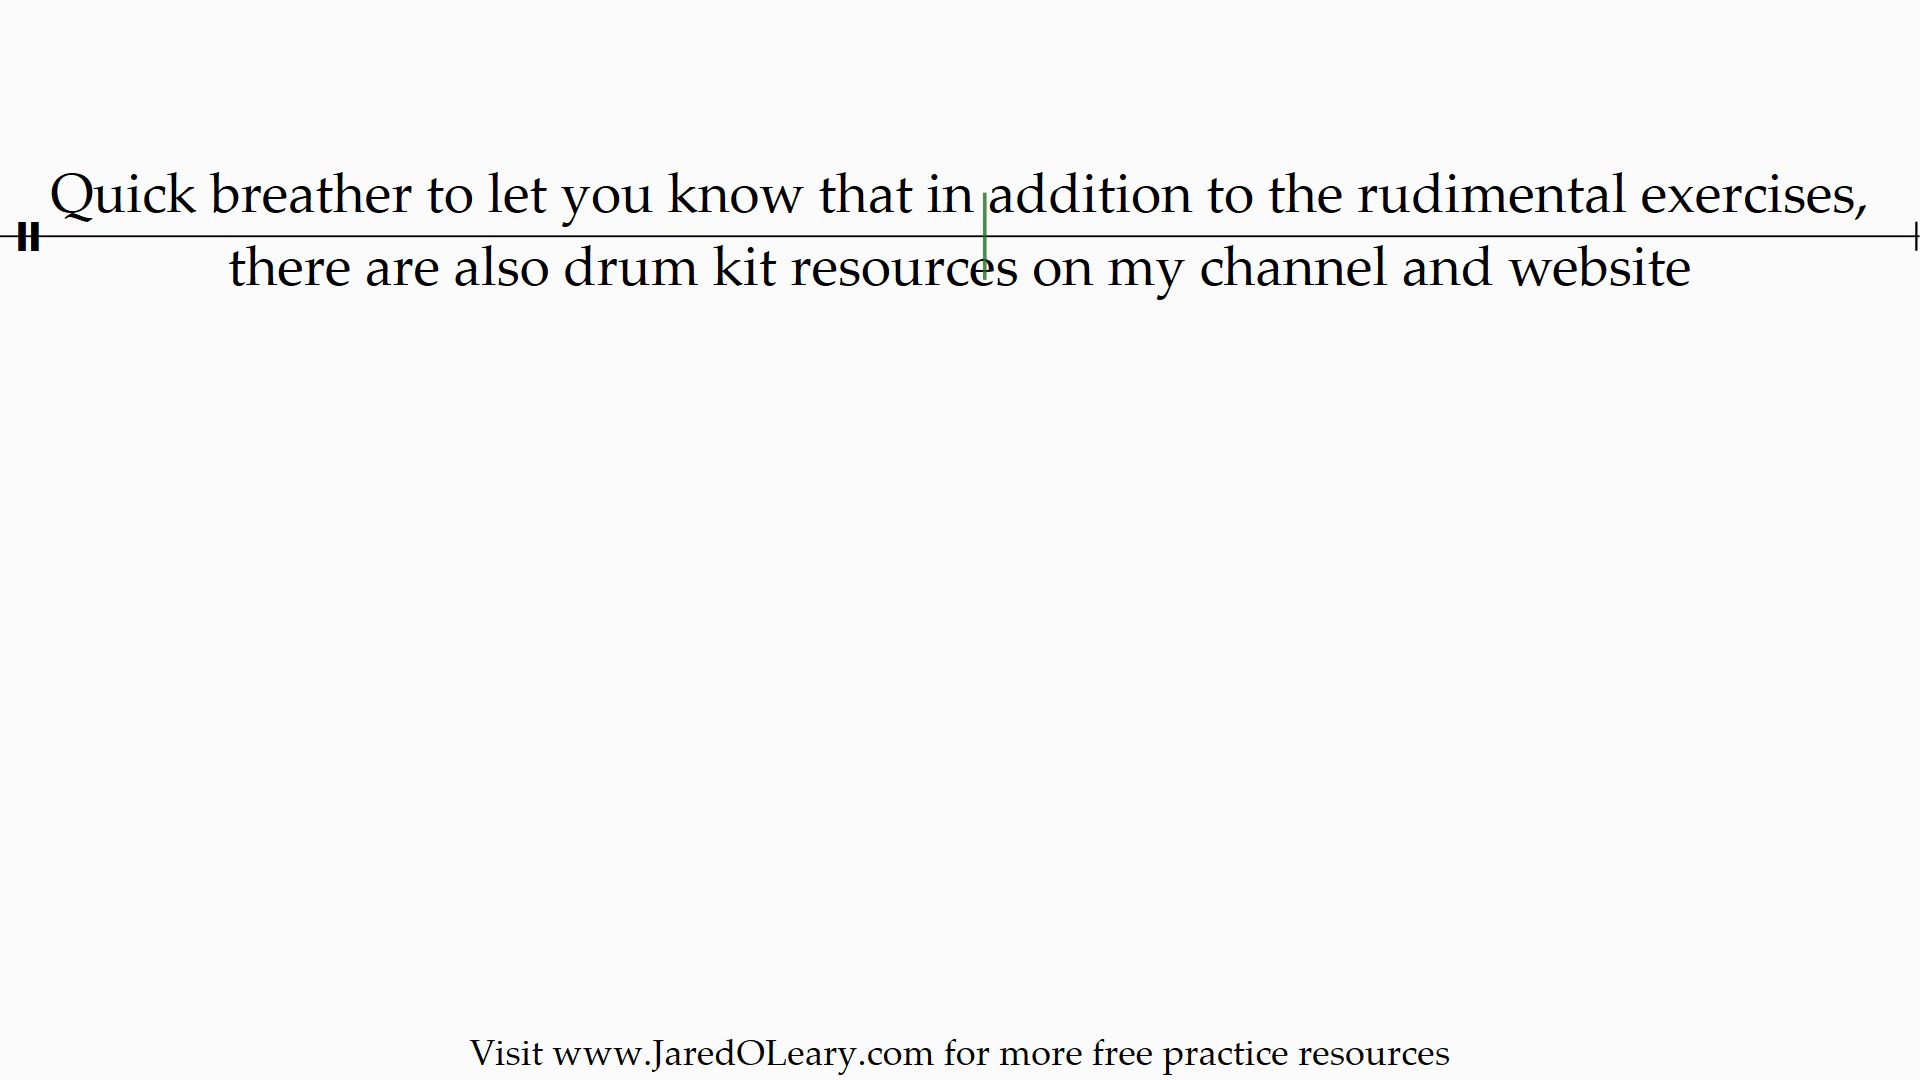 Quick breather to let you know that in addition to the rudimental exercises,
there are also drum kit resources on my channel and website
Visit www.JaredOLeary.com for more free practice resources